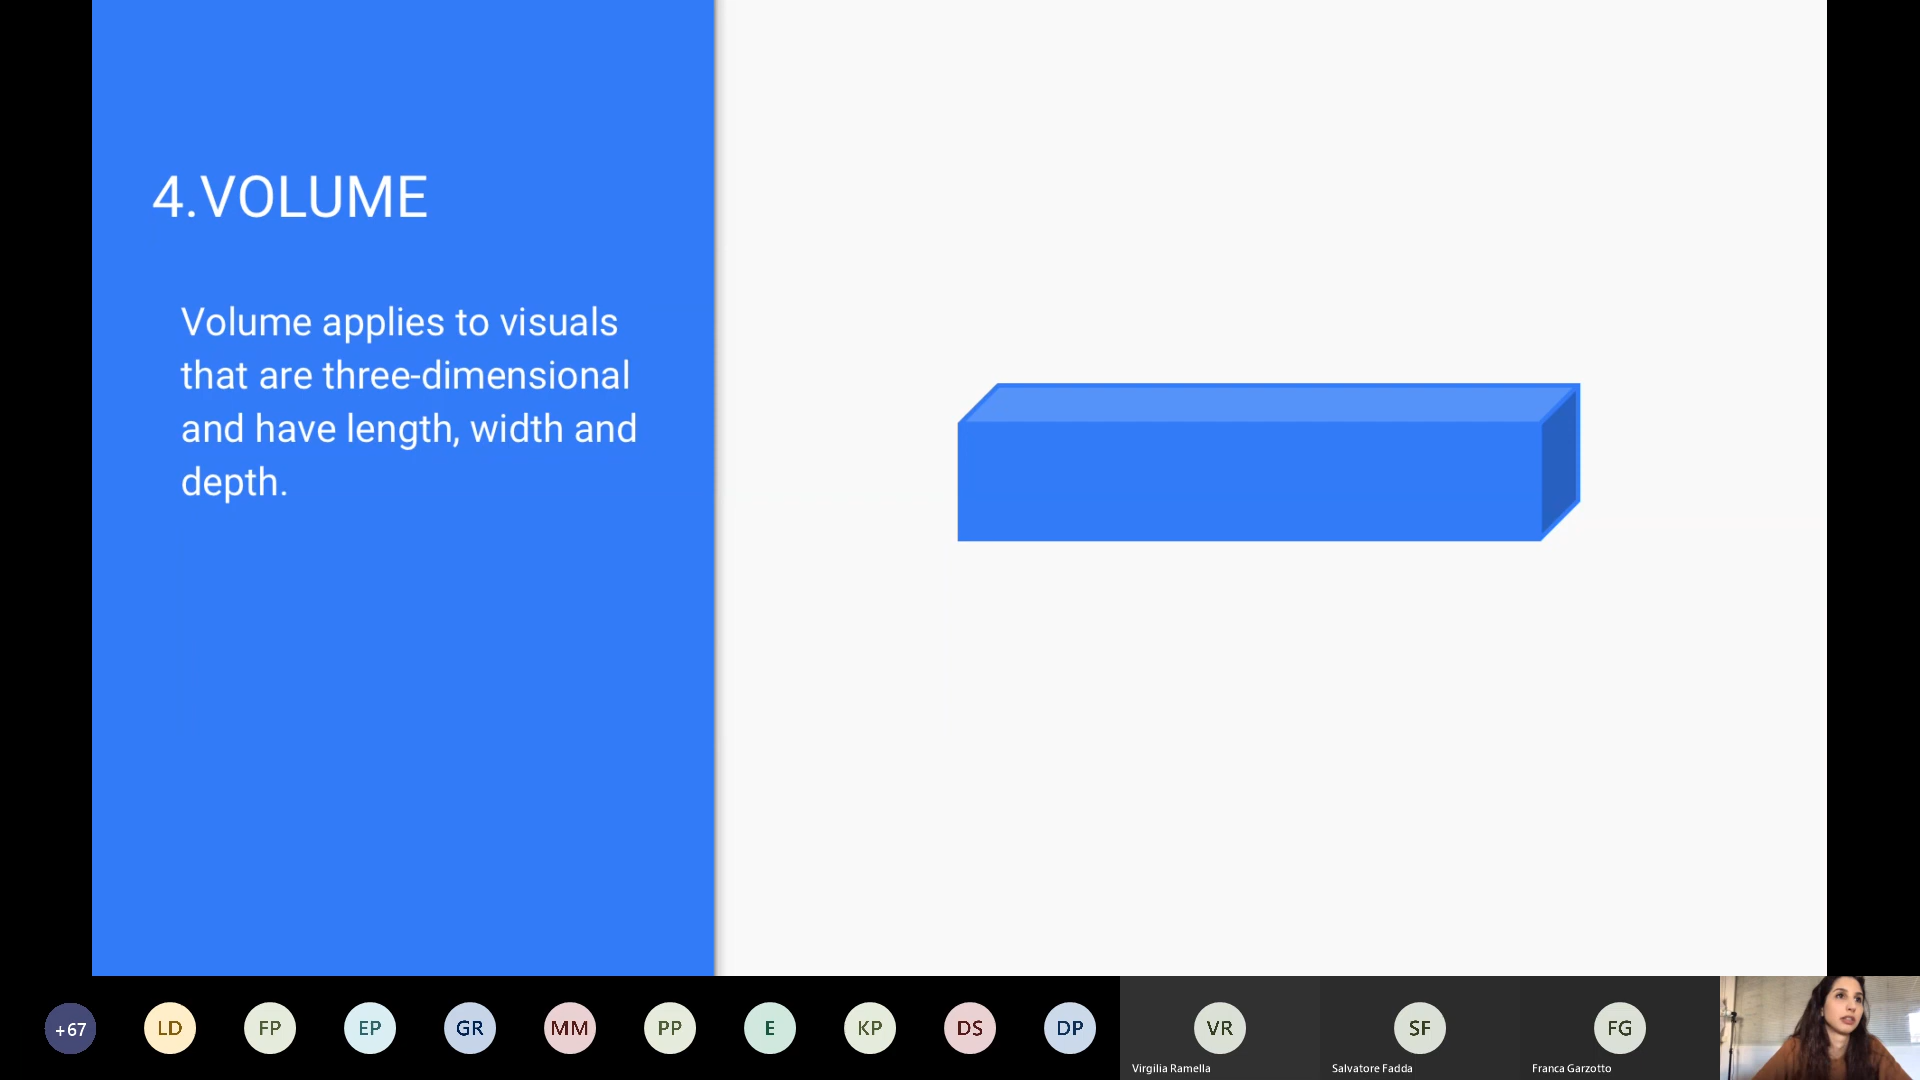 4.VOLUME
Volume applies to visuals
that are three-dimensional
and have length, width and
depth.
+67
LD
FP
EP
GR
MM
PP
E
KP
DS
DP
VR
SF
FG
Virgilia Ramella
Salvatore Fadda
Franca Garzotto